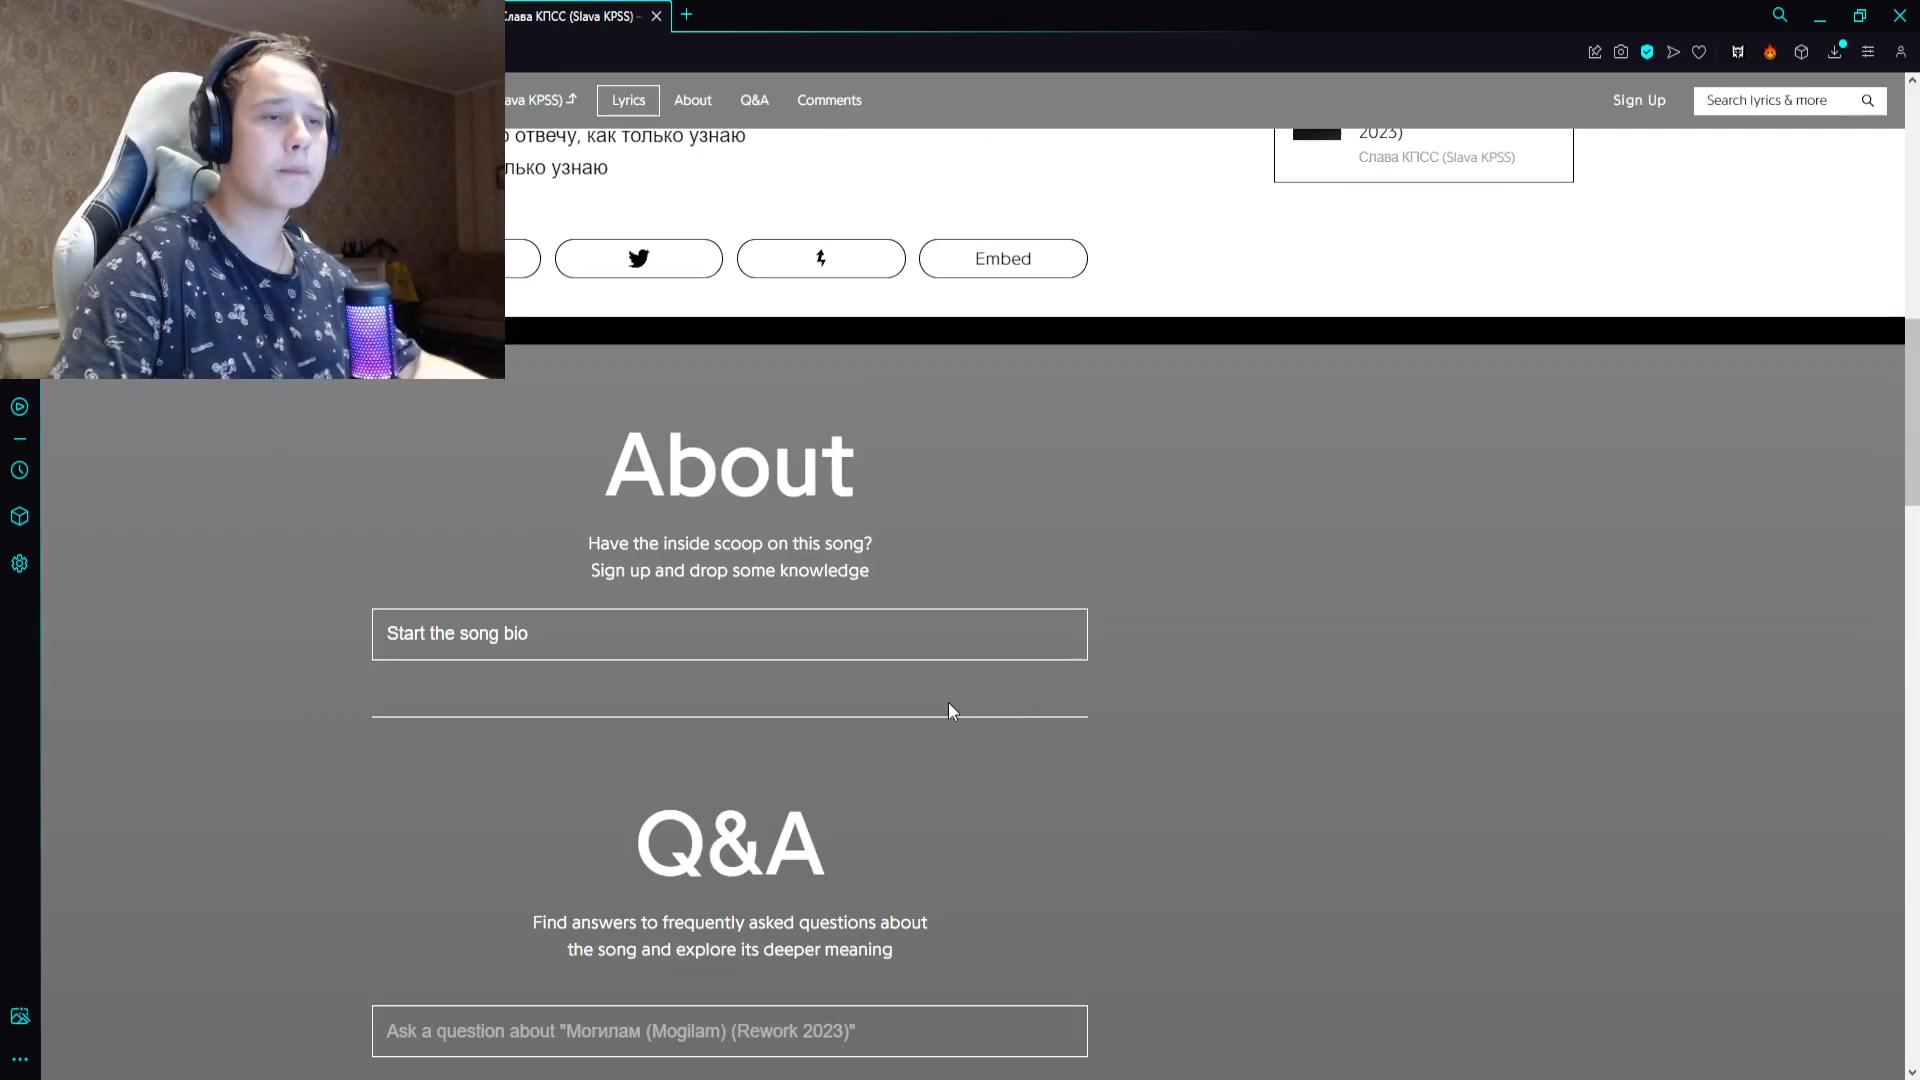 Слава КПСС (Slava KPSS) –
ava KPSS)
Lyrics
About
Q&A
Comments
Sign Up
Search lyrics & more
о отвечу, как только узнаю
лько узнаю
2023)
Слава КПСС (Slava KPSS)
Embed
About
Have the inside scoop on this song?
Sign up and drop some knowledge
Start the song bio
Q&A
Find answers to frequently asked questions about
the song and explore its deeper meaning
Ask a question about "Могилам (Mogilam) (Rework 2023)"